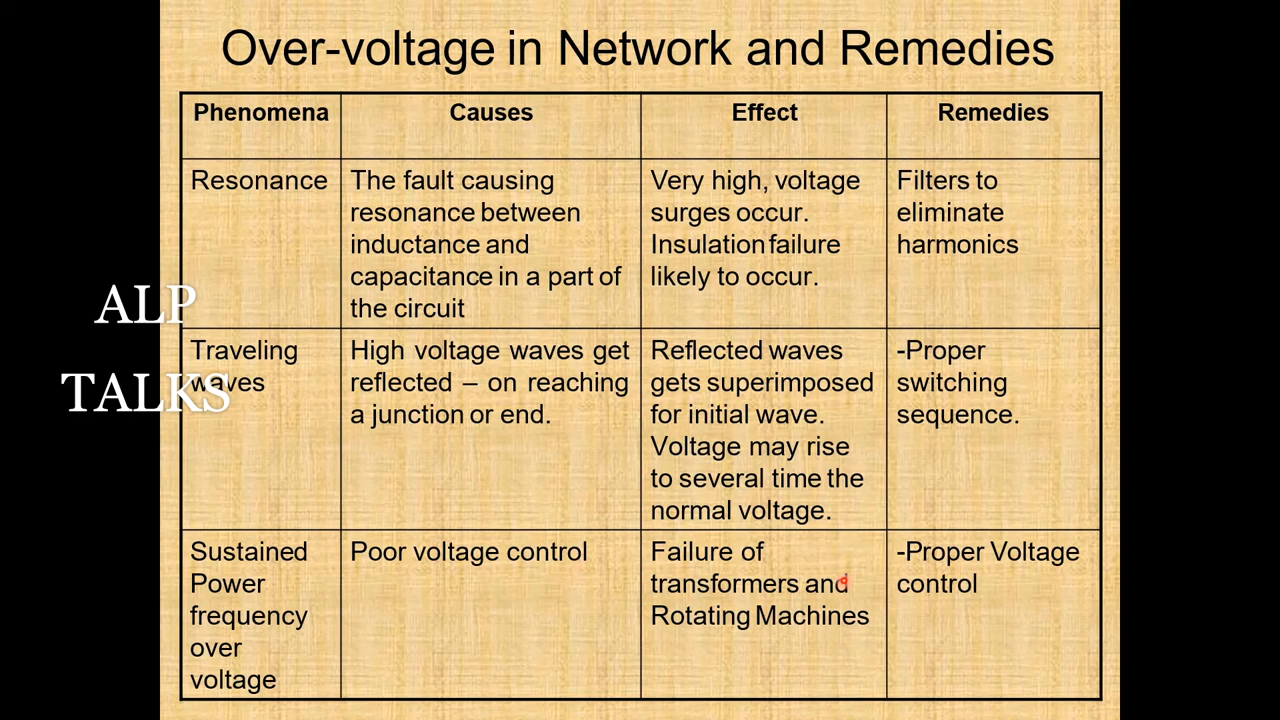 Over-voltage in Network and Remedies
Phenomena
Causes
Effect
Remedies
Resonance
The fault causing
resonance between
inductance and
capacitance in a part of
the circuit
Very high, voltage
surges occur.
Insulation failure
likely to occur.
Filters to
eliminate
harmonics
Traveling
waves
High voltage waves get
reflected – on reaching
a junction or end.
Reflected waves
gets superimposed
for initial wave.
Voltage may rise
to several time the
normal voltage.
-Proper
switching
sequence.
Sustained
Power
frequency
over
voltage
Poor voltage control
Failure of
transformers and
Rotating Machines
-Proper Voltage
control
ALP
TALKS